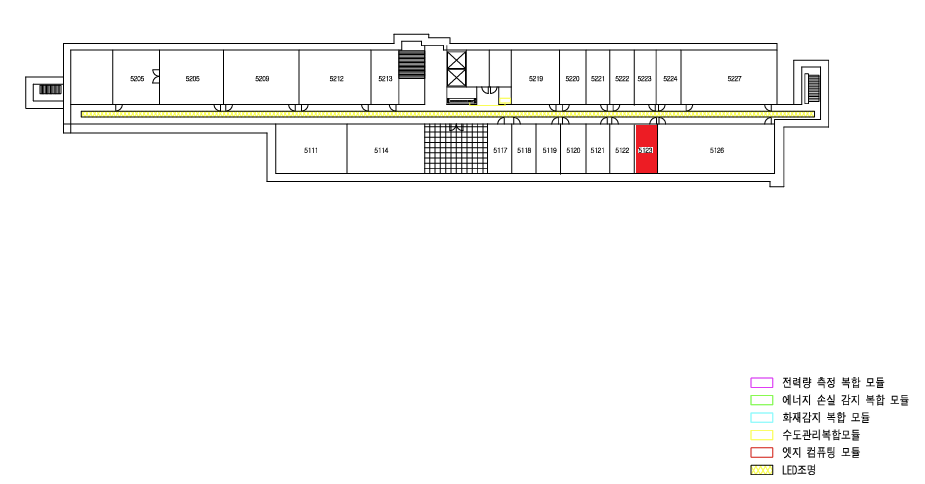 5205 5205 5209 5212 5213 5219 5220 5221 5222 5223 5224 5227
5111 5114 5117 5118 5119 5120 5121 5122 5123 5126
전력량 측정 복합 모듈
에너지 손실 감지 복합 모듈
화재감지 복합 모듈
수도관리복합모듈
엣지 컴퓨팅 모듈
LED조명